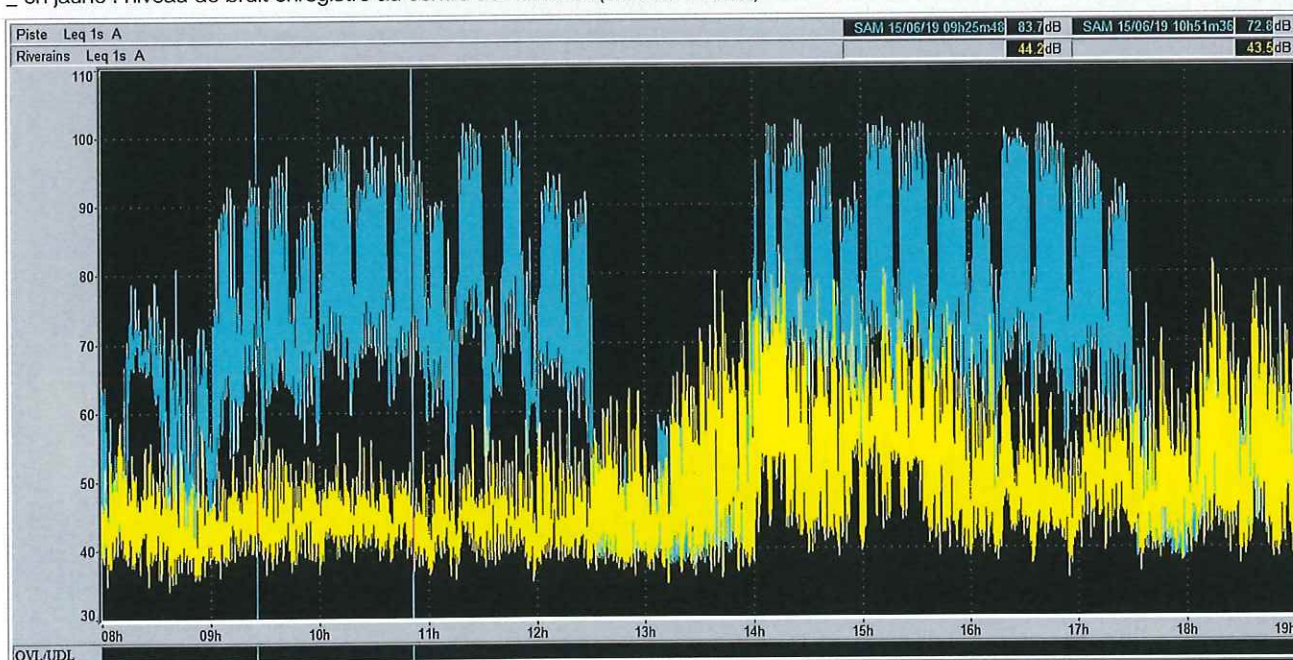 Piste Leq 1s A SAM 15/06/19 09h25m48 83.7 dB SAM 15/06/19 10h51m36 72.8 dB
Riverains Leq 1s A 44.2 dB 43.5 dB
110
100
90
80
70
60
50
40
30
08h 09h 10h 11h 12h 13h 14h 15h 16h 17h 18h 19h
OVL/UDL